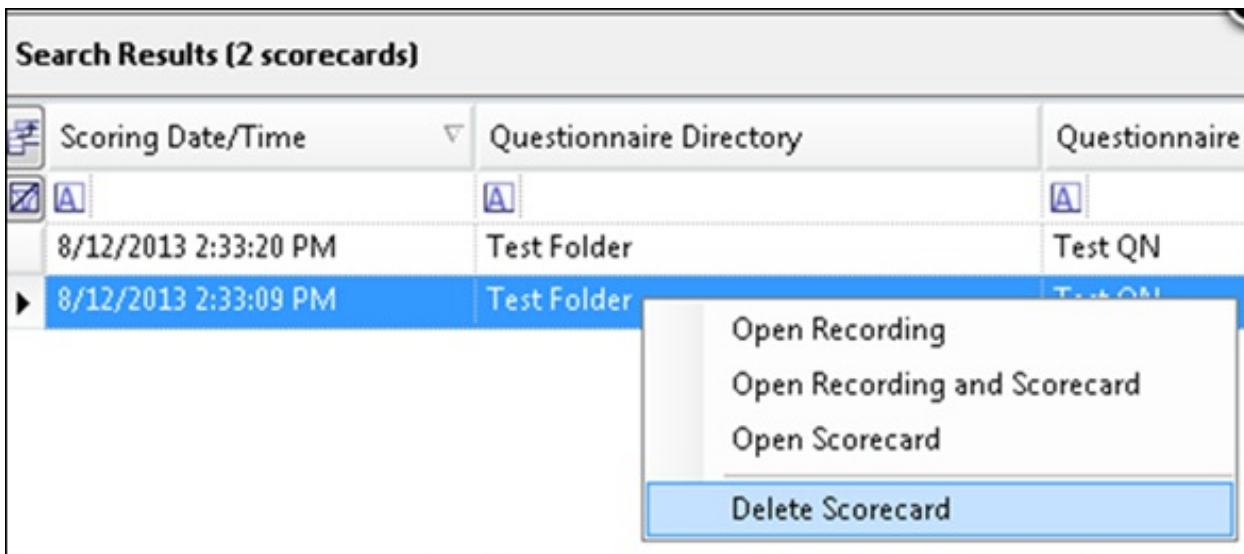 Search Results (2 scorecards)
Scoring Date/Time Questionnaire Directory Questionnaire
A A A
8/12/2013 2:33:20 PM Test Folder Test QN
8/12/2013 2:33:09 PM Test Folder Test QN
Open Recording
Open Recording and Scorecard
Open Scorecard
Delete Scorecard